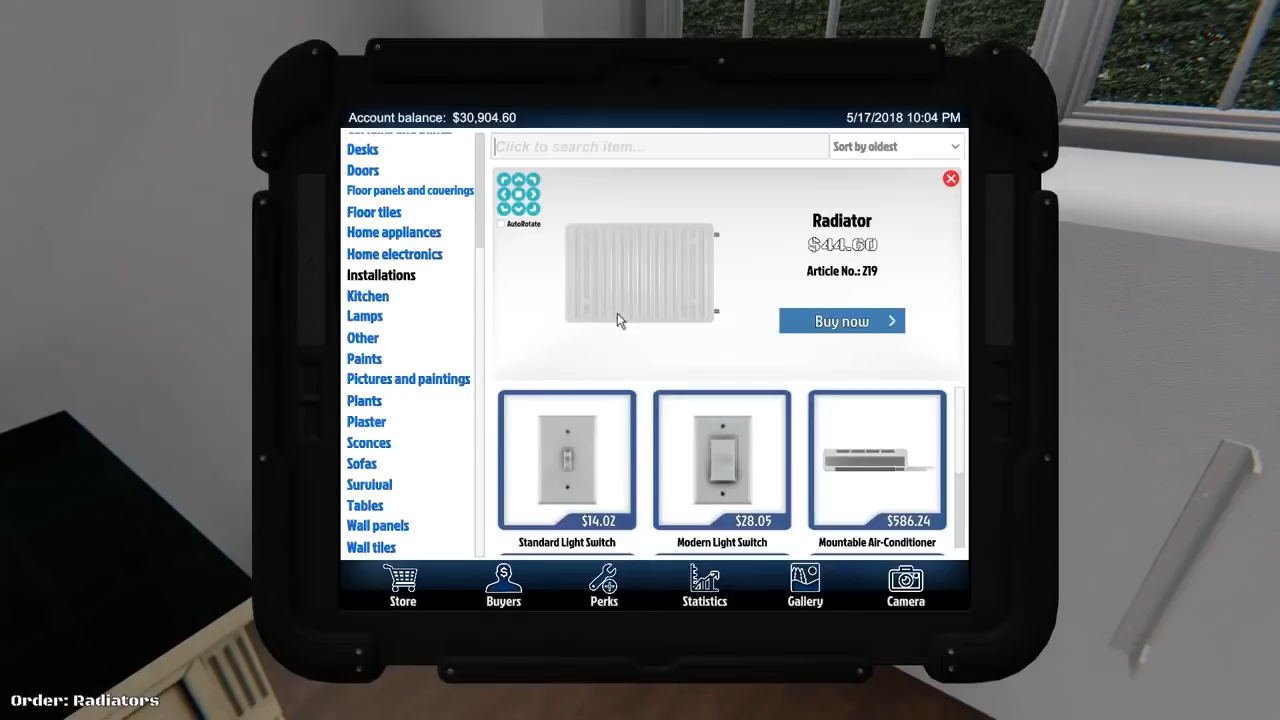 Account balance: $30,904.60
5/17/2018 10:04 PM
Desks
Doors
Floor panels and coverings
Floor tiles
Home appliances
Home electronics
Installations
Kitchen
Lamps
Other
Paints
Pictures and paintings
Plants
Plaster
Sconces
Sofas
Survival
Tables
Wall panels
Wall tiles
Click to search item...
Sort by oldest
AutoRotate
Radiator
$44.60
Article No.: Z19
Buy now
$14.02
$28.05
$586.24
Standard Light Switch
Modern Light Switch
Mountable Air-Conditioner
Store
Buyers
Perks
Statistics
Gallery
Camera
Order: Radiators